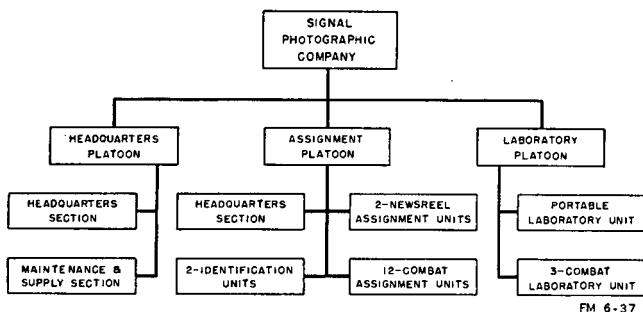 SIGNAL
PHOTOGRAPHIC
COMPANY
HEADQUARTERS
PLATOON
ASSIGNMENT
PLATOON
LABORATORY
PLATOON
HEADQUARTERS
SECTION
HEADQUARTERS
SECTION
2-NEWSREEL
ASSIGNMENT UNITS
PORTABLE
LABORATORY UNIT
MAINTENANCE &
SUPPLY SECTION
2-IDENTIFICATION
UNITS
12-COMBAT
ASSIGNMENT UNITS
3-COMBAT
LABORATORY UNIT
FM 6-37